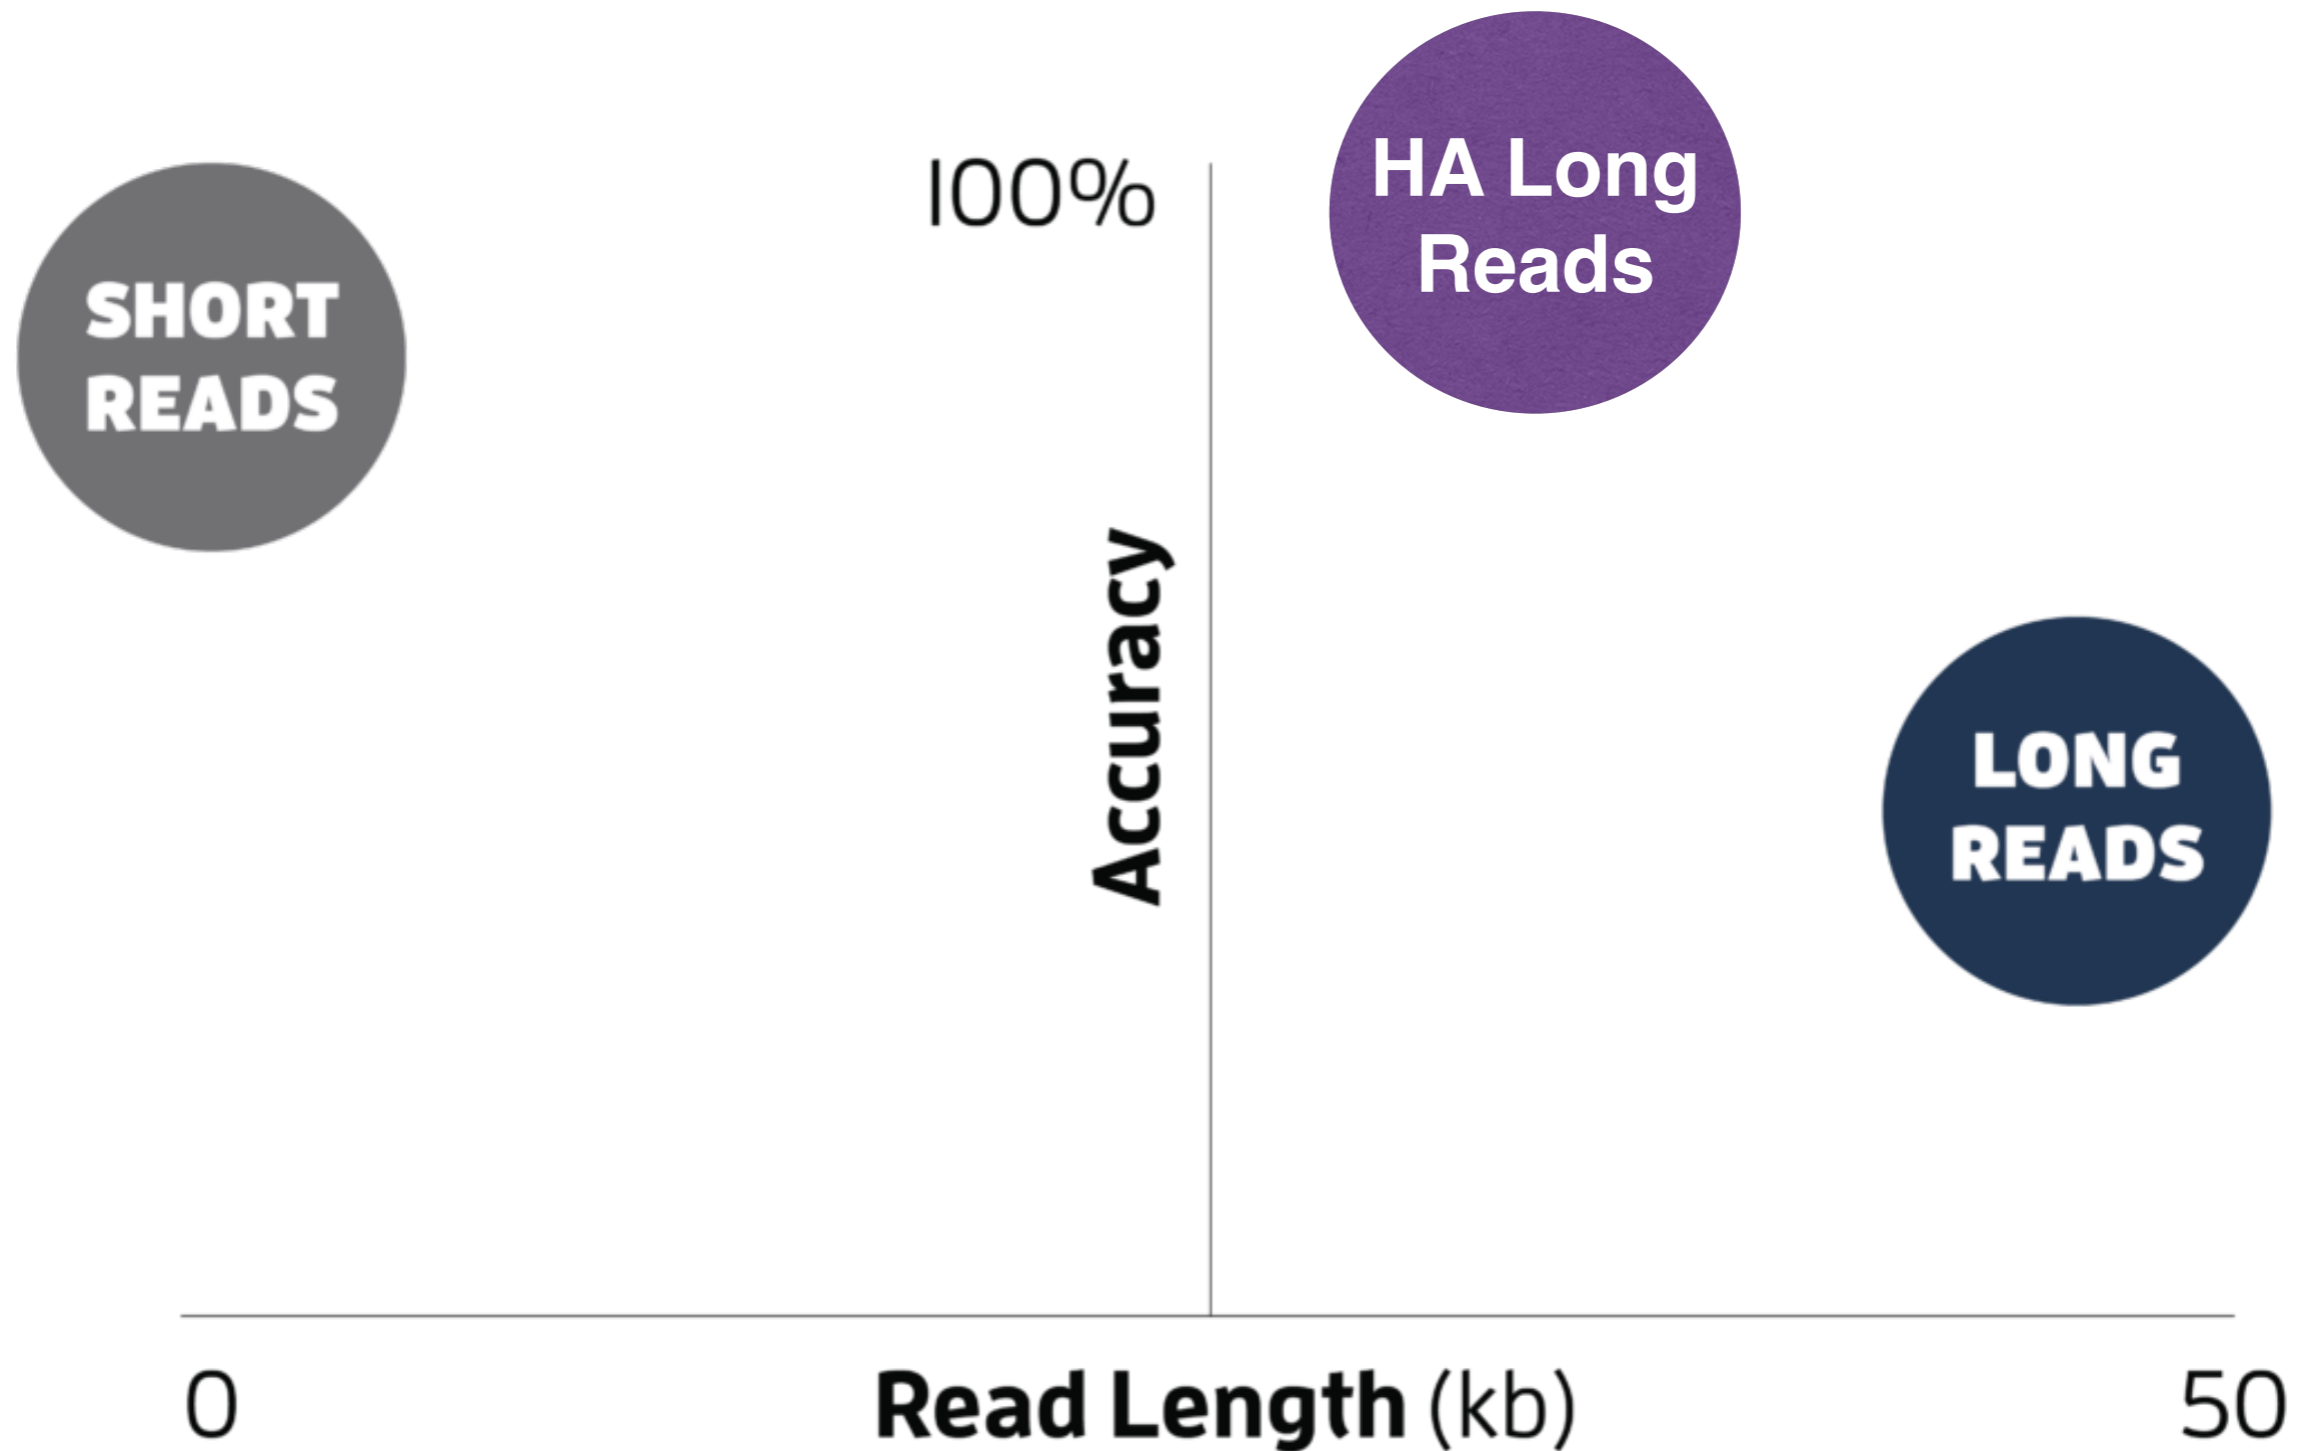 HA Long
Reads
100%
SHORT
READS
Accuracy
LONG
READS
0
Read Length (kb)
50